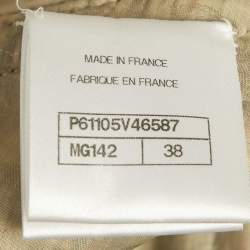 MADE IN FRANCE
FABRIQUE EN FRANCE
P61105V46587
MG142 38